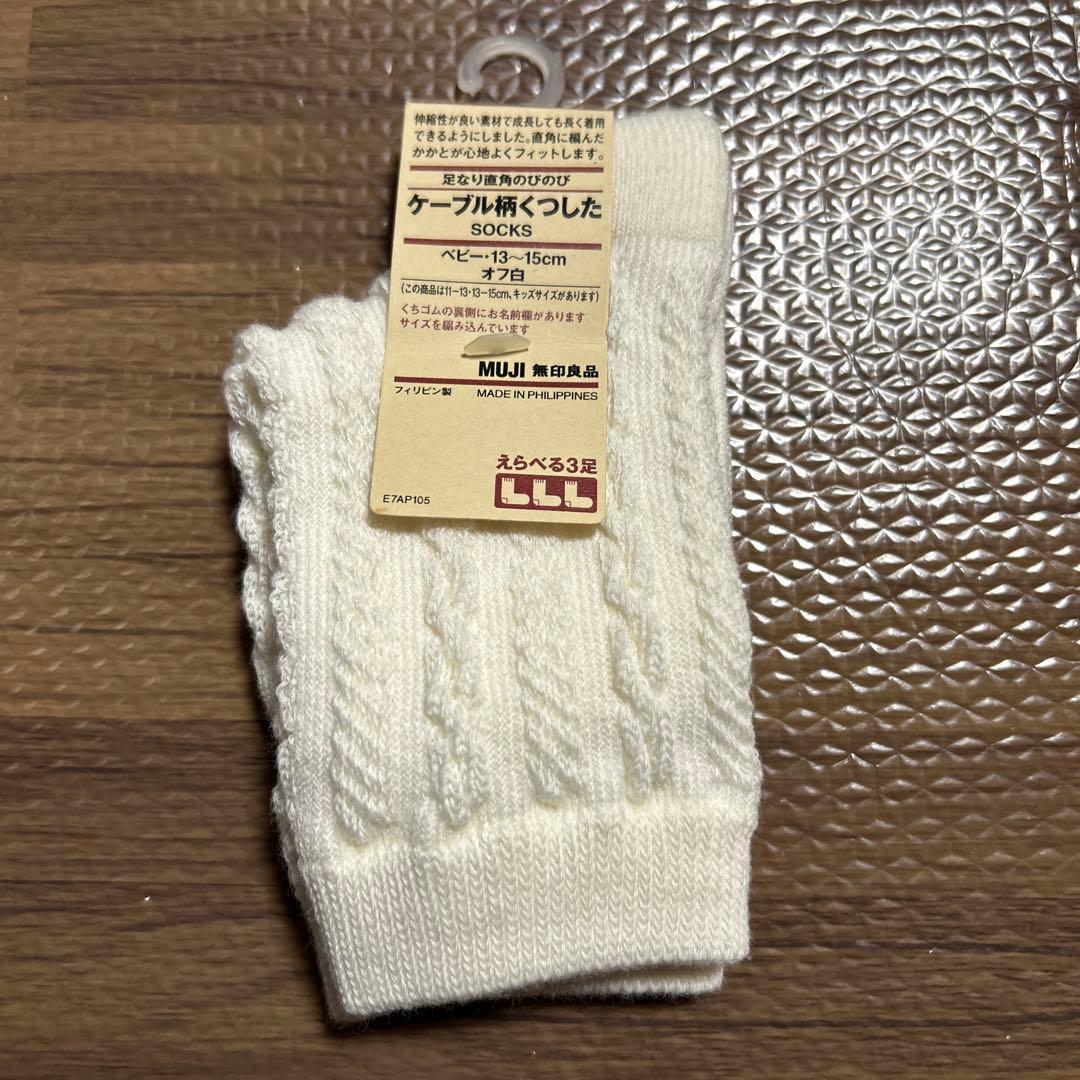 伸縮性が良い素材で成長しても長く着用
できるようにしました。直角に編んだ
かかとが心地よくフィットします。
足なり直角のびのび
ケーブル柄くつした
SOCKS
ベビー・13〜15cm
オフ白
(この商品は11−13・13−15cm、キッズサイズがあります)
くちゴムの裏側にお名前欄があります
サイズを編み込んでいます
MUJI 無印良品
フィリピン製 MADE IN PHILIPPINES
えらべる3足
E7AP105